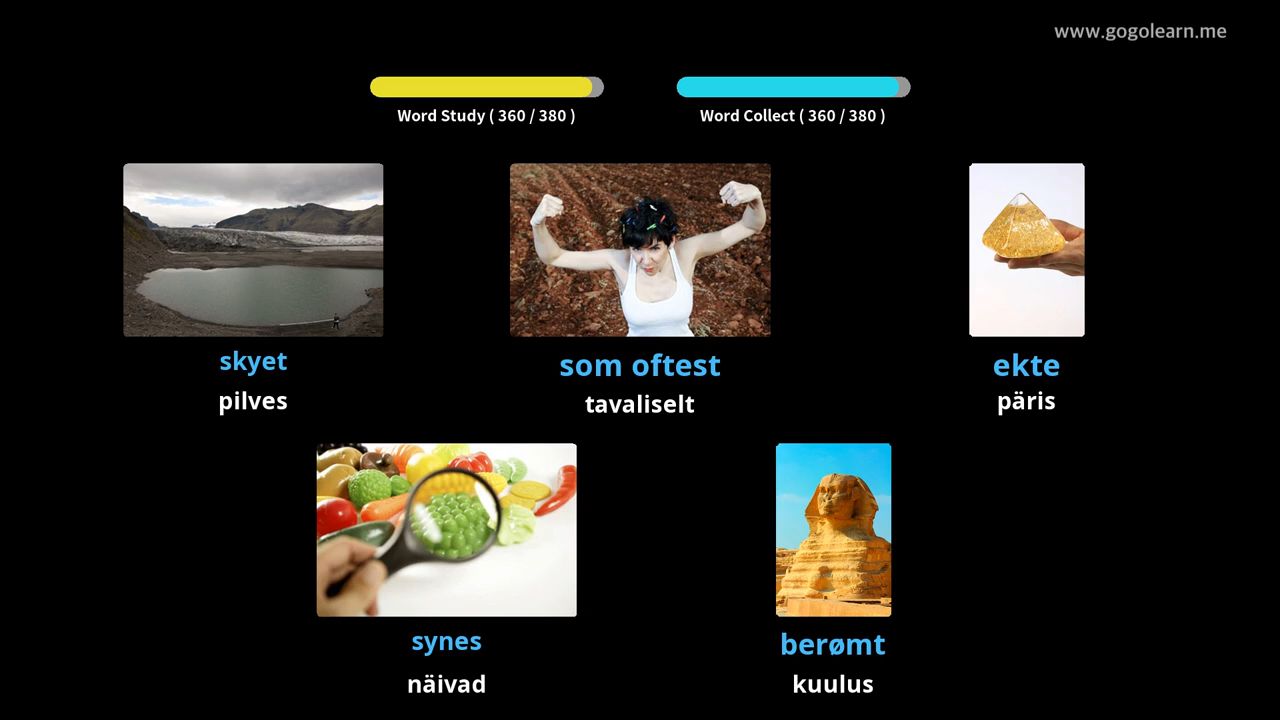 www.gogolearn.me
Word Study ( 360 / 380 )
Word Collect ( 360 / 380 )
skyet
pilves
som oftest
tavaliselt
ekte
päris
synes
näivad
berømt
kuulus